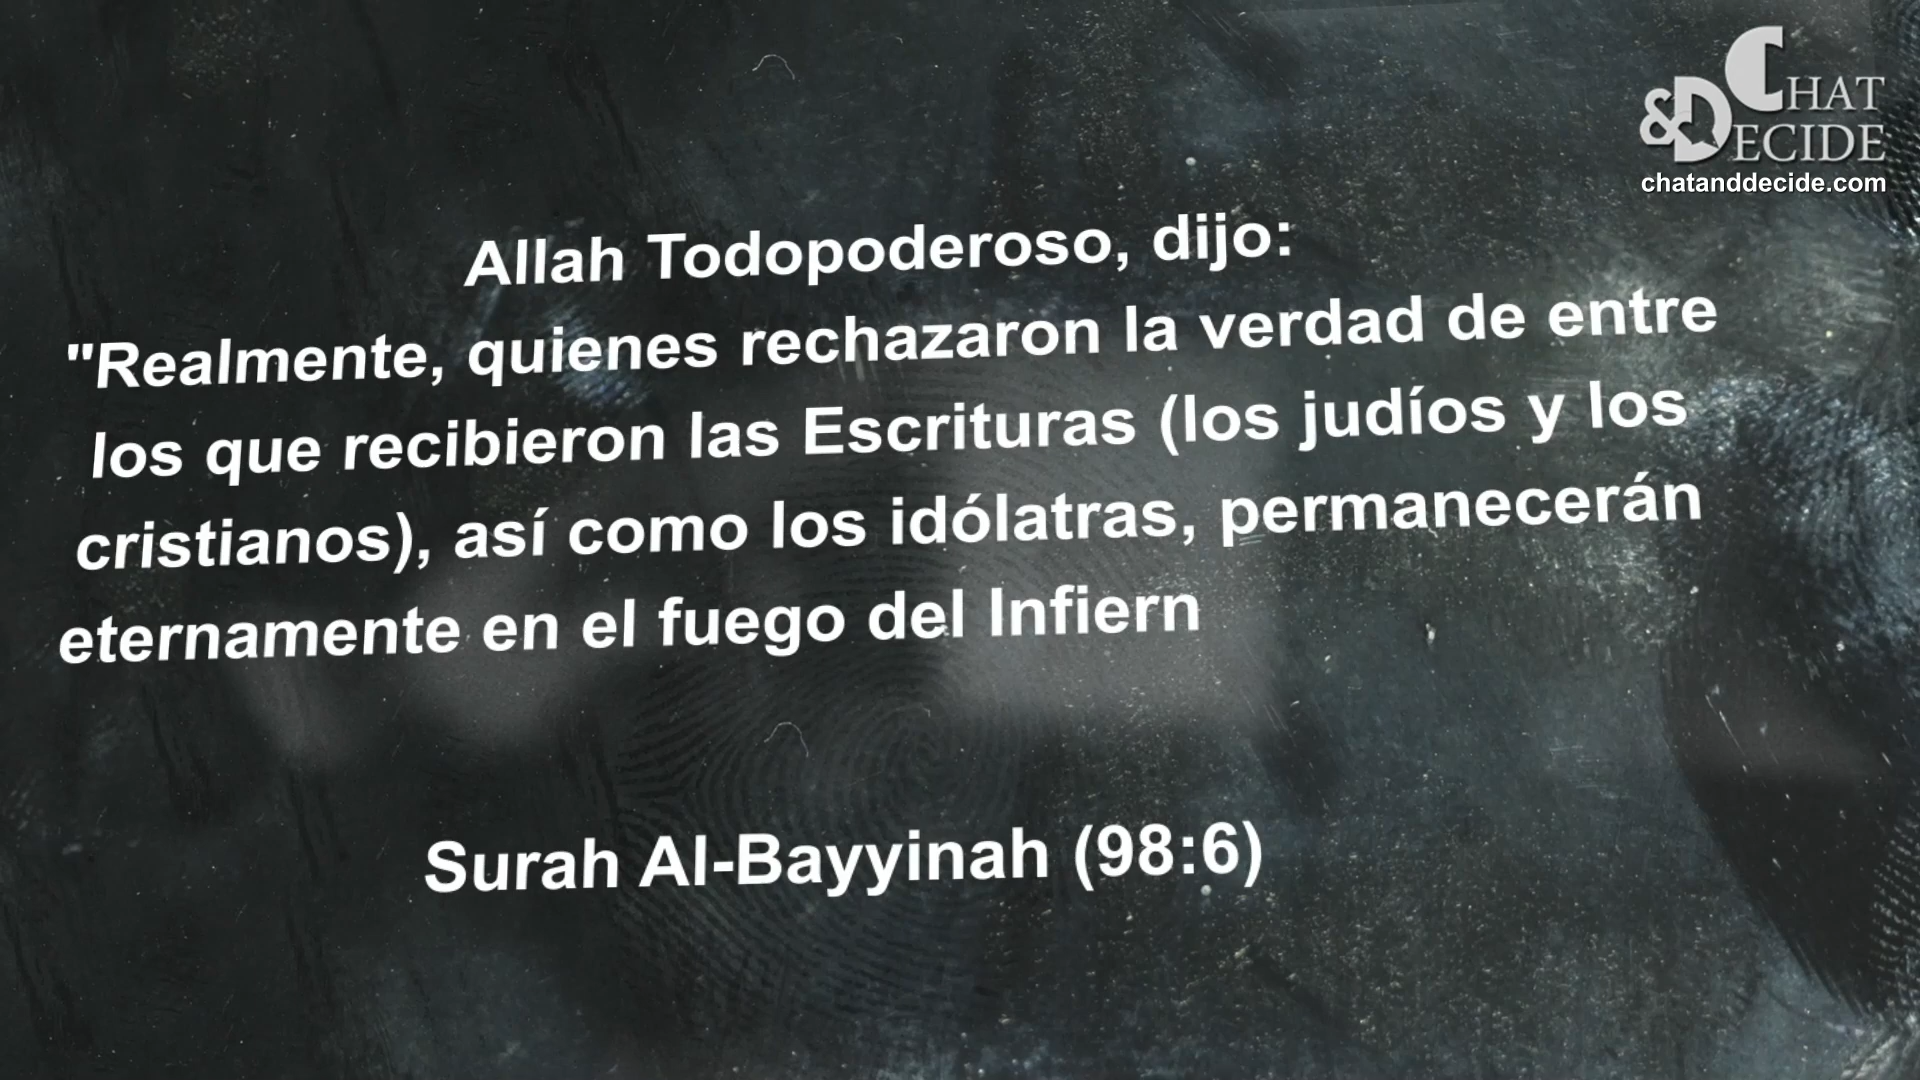 CHAT
&DECIDE
chatanddecide.com
Allah Todopoderoso, dijo:
"Realmente, quienes rechazaron la verdad de entre
los que recibieron las Escrituras (los judíos y los
cristianos), así como los idólatras, permanecerán
eternamente en el fuego del Infiern
Surah Al-Bayyinah (98:6)